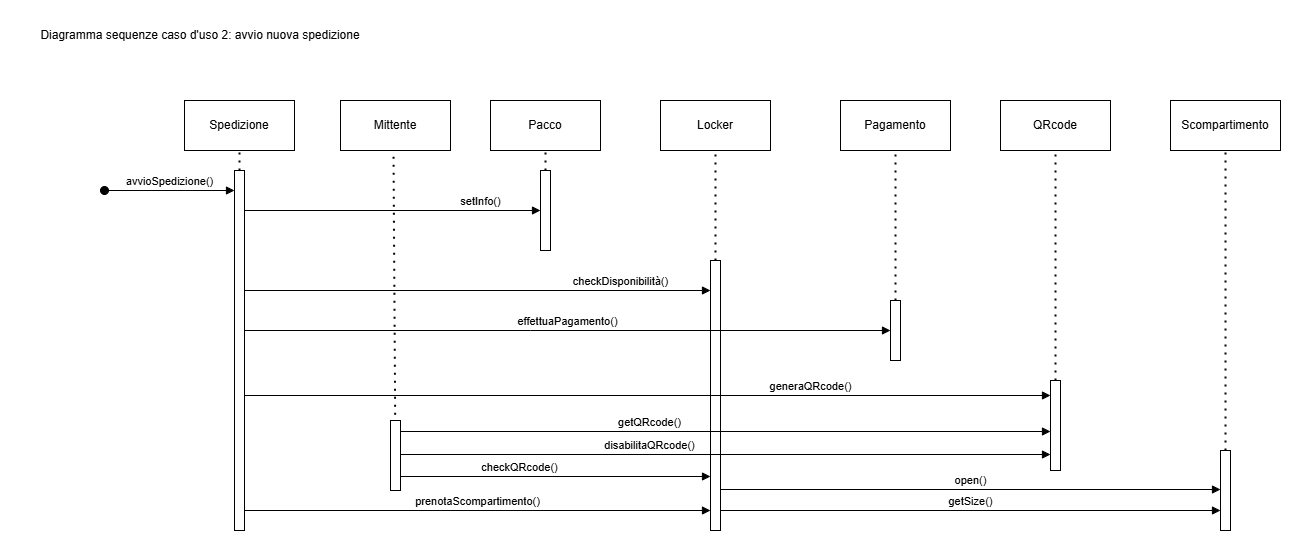 Diagramma sequenze caso d'uso 2: avvio nuova spedizione
Spedizione
Mittente
Pacco
Locker
Pagamento
QRcode
Scompartimento
avvioSpedizione()
setInfo()
checkDisponibilità()
effettuaPagamento()
generaQRcode()
getQRcode()
disabilitaQRcode()
checkQRcode()
open()
prenotaScompartimento()
getSize()